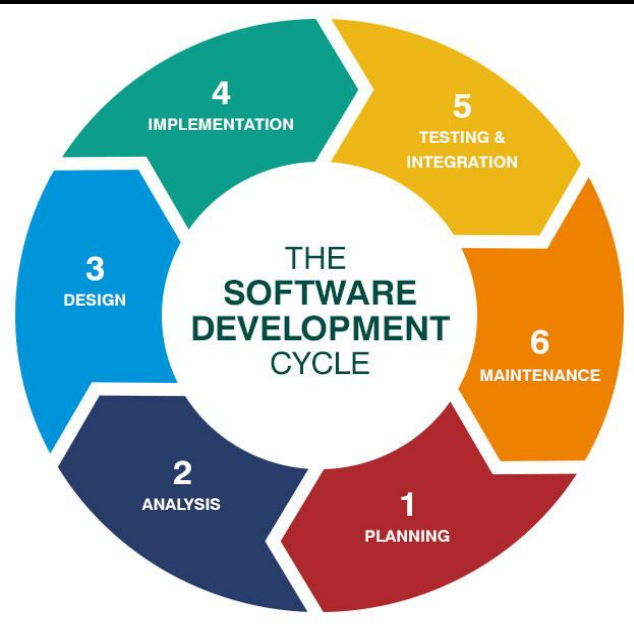 THE
SOFTWARE
DEVELOPMENT
CYCLE
1
PLANNING
2
ANALYSIS
3
DESIGN
4
IMPLEMENTATION
5
TESTING &
INTEGRATION
6
MAINTENANCE